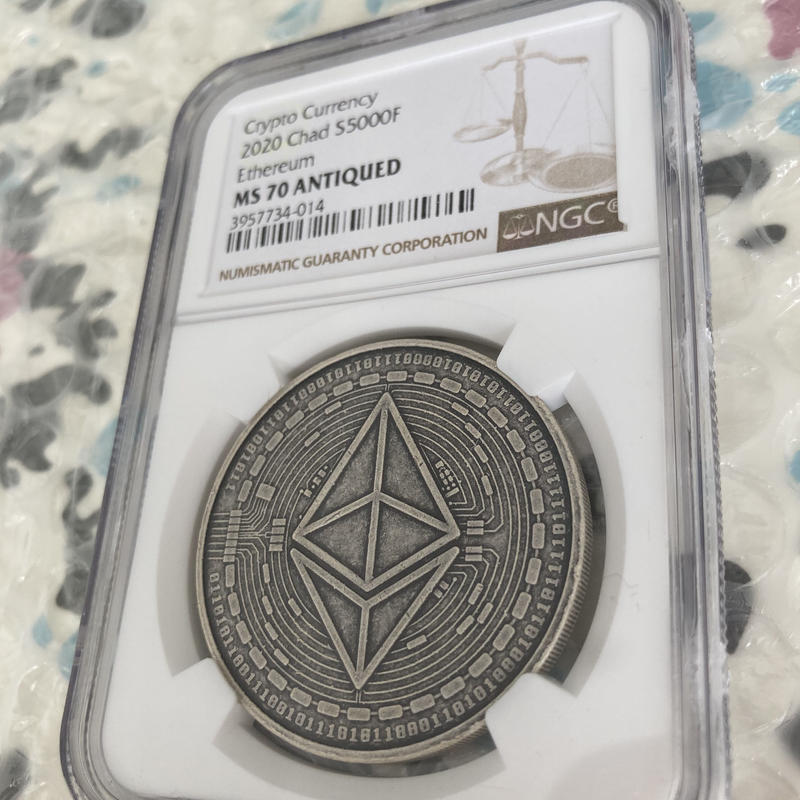 Crypto Currency
2020 Chad S5000F
Ethereum
MS 70 ANTIQUED
3957734-014
NUMISMATIC GUARANTY CORPORATION
NGC®